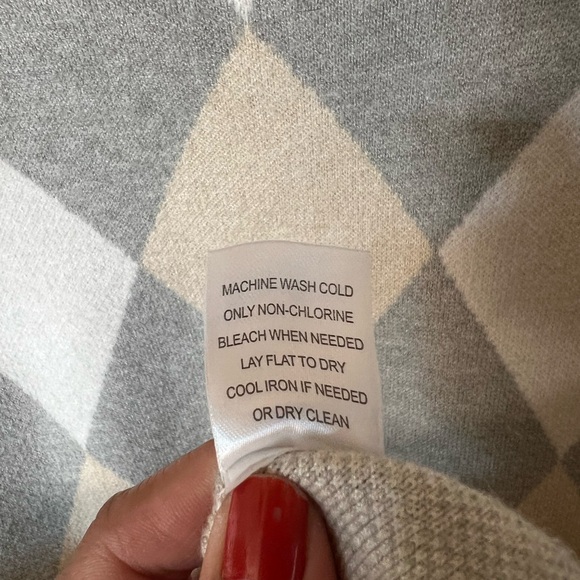 MACHINE WASH COLD
ONLY NON-CHLORINE
BLEACH WHEN NEEDED
LAY FLAT TO DRY
COOL IRON IF NEEDED
OR DRY CLEAN